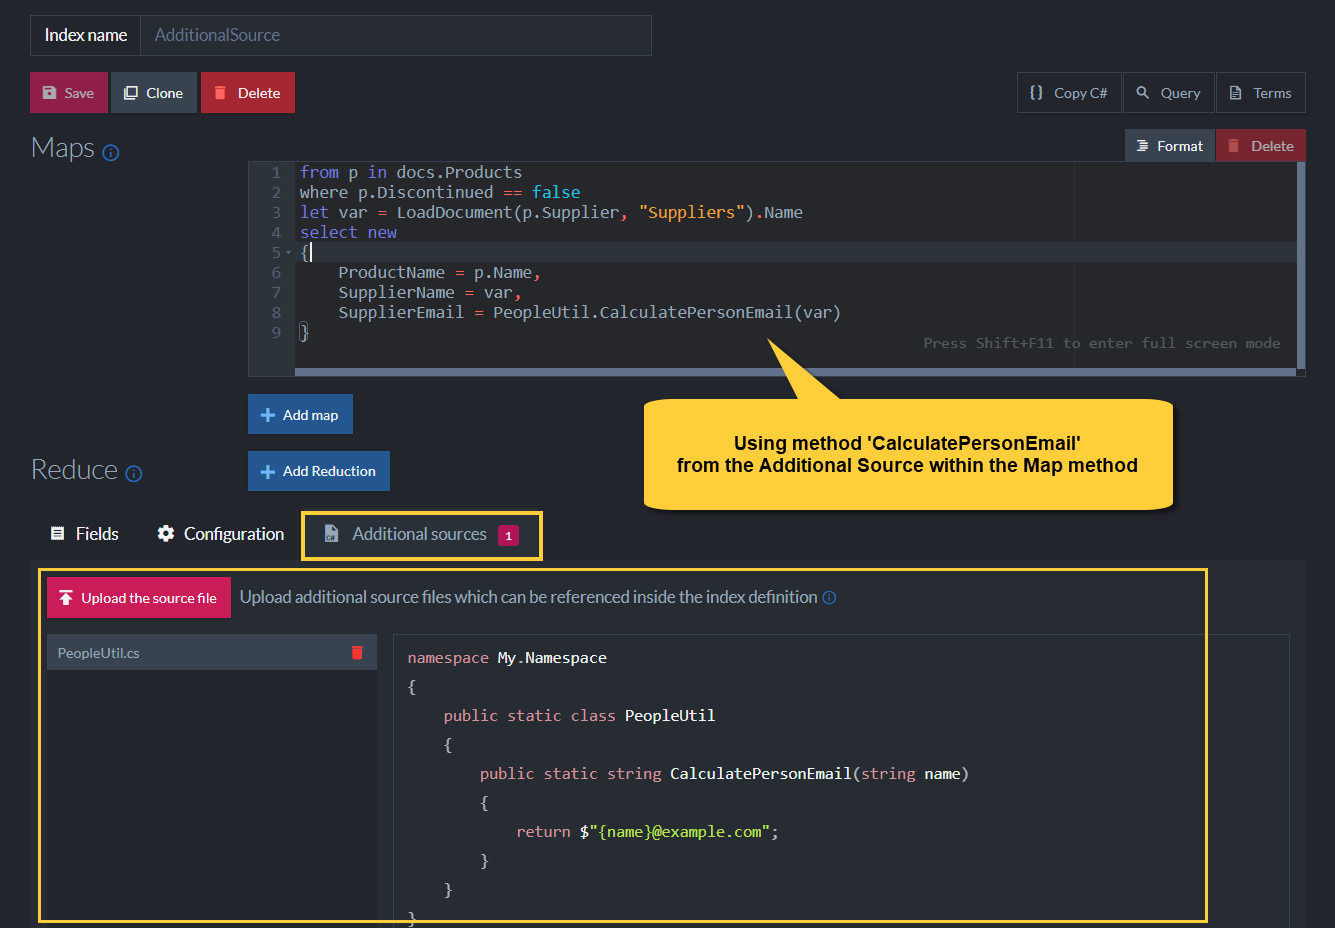 Index name AdditionalSource
Save Clone Delete Copy C# Query Terms
Maps
Format Delete
1 from p in docs.Products
2 where p.Discontinued == false
3 let var = LoadDocument(p.Supplier, "Suppliers").Name
4 select new
5 {
6 ProductName = p.Name,
7 SupplierName = var,
8 SupplierEmail = PeopleUtil.CalculatePersonEmail(var)
9 }
Press Shift+F11 to enter full screen mode
Add map
Using method 'CalculatePersonEmail'
from the Additional Source within the Map method
Reduce
Add Reduction
Fields Configuration Additional sources 1
Upload the source file Upload additional source files which can be referenced inside the index definition
PeopleUtil.cs
namespace My.Namespace
{
public static class PeopleUtil
{
public static string CalculatePersonEmail(string name)
{
return $"{name}@example.com";
}
}
}